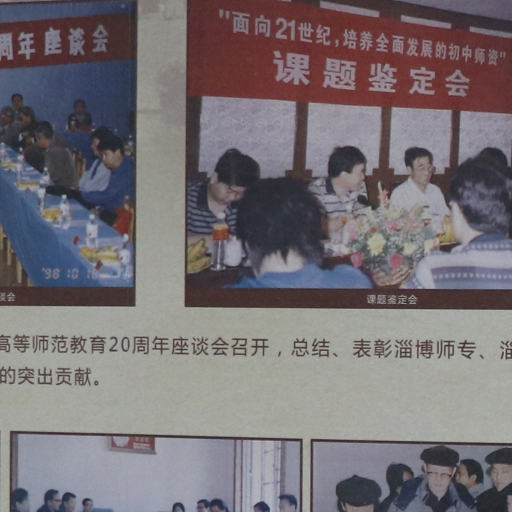 周年座谈会
'98 10 18
谈会
"面向21世纪,培养全面发展的初中师资"
课题鉴定会
课题鉴定会
高等师范教育20周年座谈会召开，总结、表彰淄博师专、淄
的突出贡献。